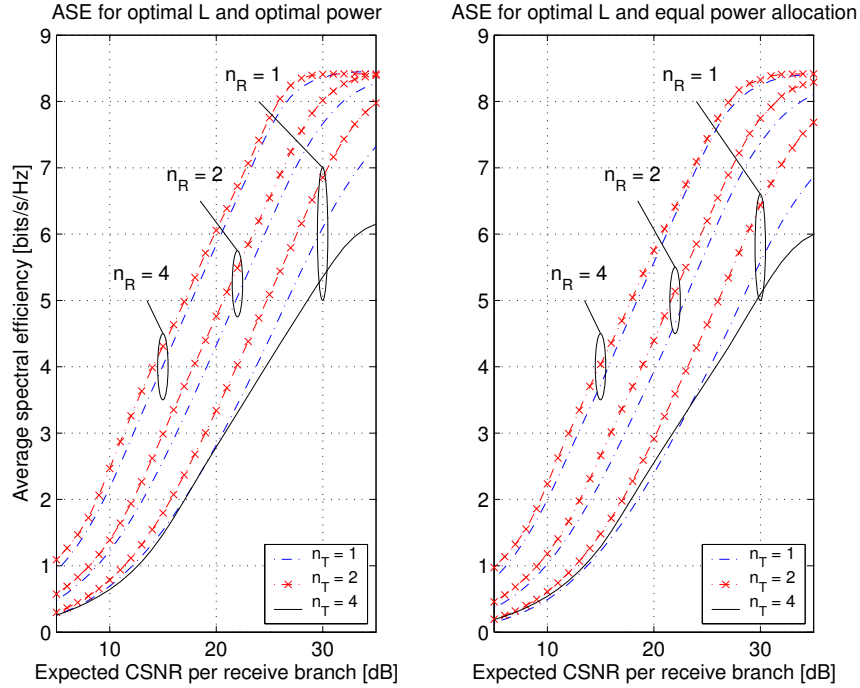 ASE for optimal L and optimal power
9
8
7
6
5
4
3
2
1
0
10
20
30
Average spectral efficiency [bits/s/Hz]
Expected CSNR per receive branch [dB]
n_R = 1
n_R = 2
n_R = 4
n_T = 1
n_T = 2
n_T = 4
ASE for optimal L and equal power allocation
9
8
7
6
5
4
3
2
1
0
10
20
30
Expected CSNR per receive branch [dB]
n_R = 1
n_R = 2
n_R = 4
n_T = 1
n_T = 2
n_T = 4